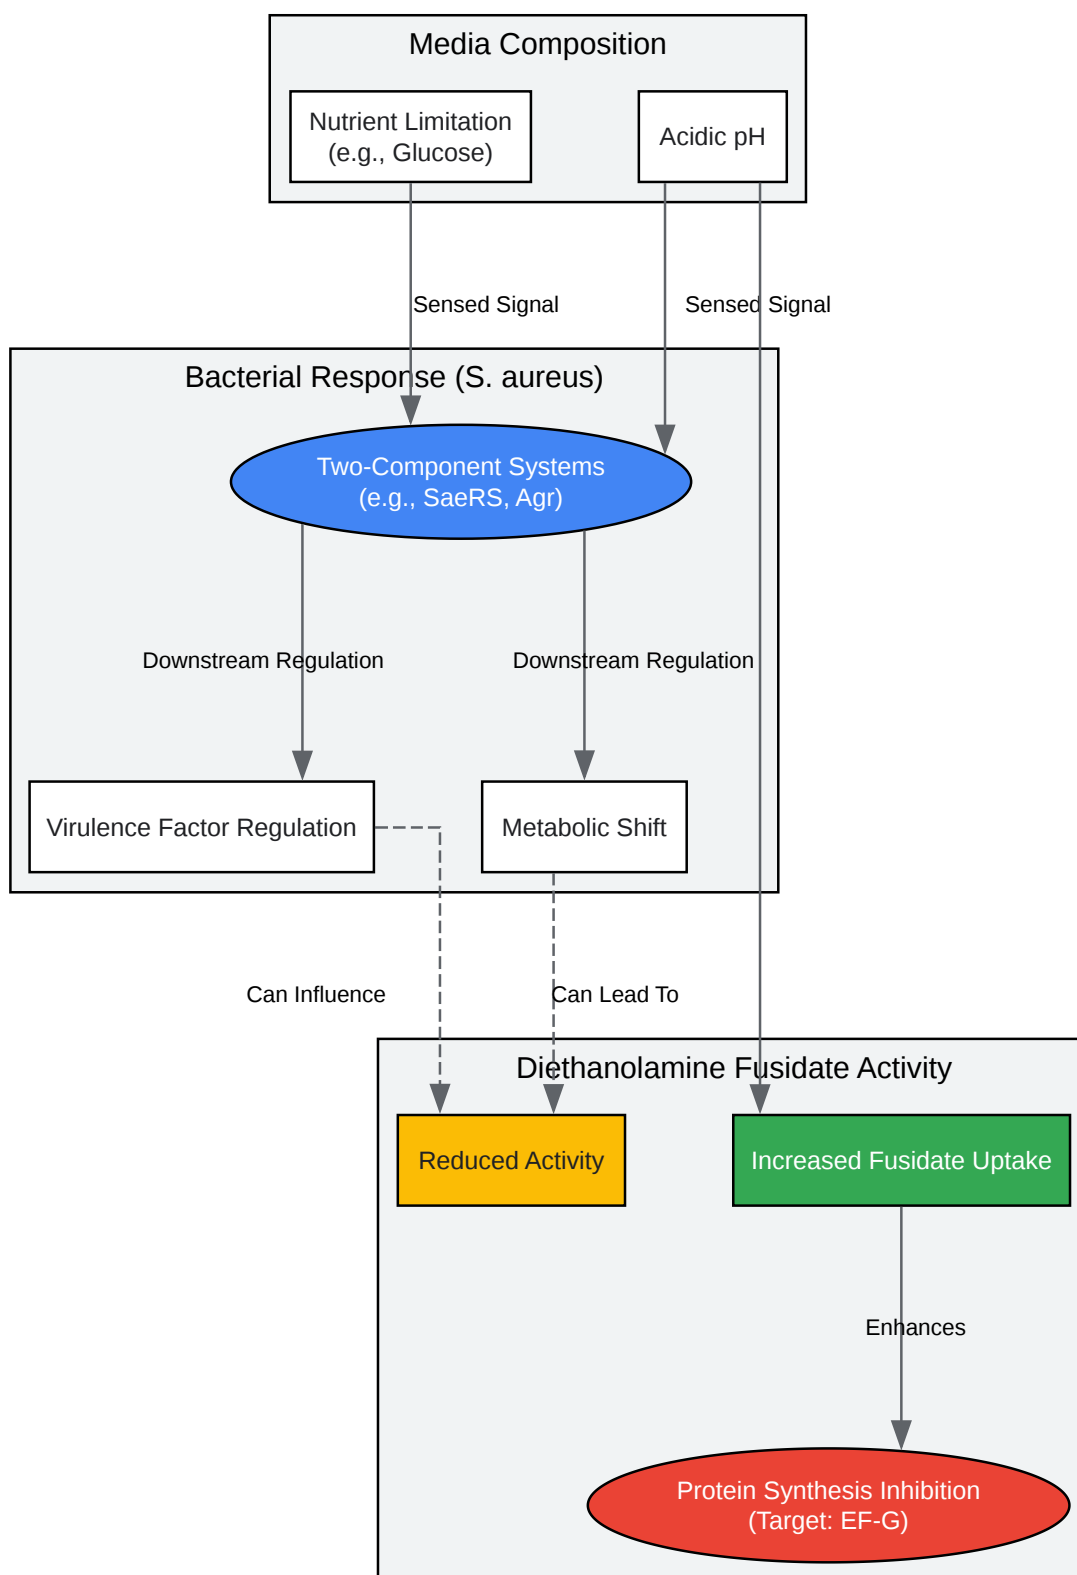 Media Composition
Nutrient Limitation
(e.g., Glucose)
Acidic pH
Sensed Signal
Sensed Signal
Bacterial Response (S. aureus)
Two-Component Systems
(e.g., SaeRS, Agr)
Downstream Regulation
Downstream Regulation
Virulence Factor Regulation
Metabolic Shift
Can Influence
Can Lead To
Diethanolamine Fusidate Activity
Reduced Activity
Increased Fusidate Uptake
Enhances
Protein Synthesis Inhibition
(Target: EF-G)